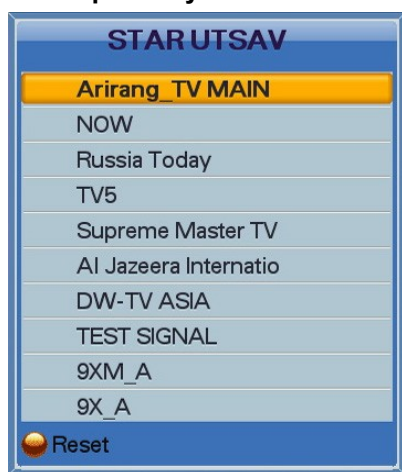 STAR UTSAV
Arirang_TV MAIN
NOW
Russia Today
TV5
Supreme Master TV
Al Jazeera Internatio
DW-TV ASIA
TEST SIGNAL
9XM_A
9X_A
Reset